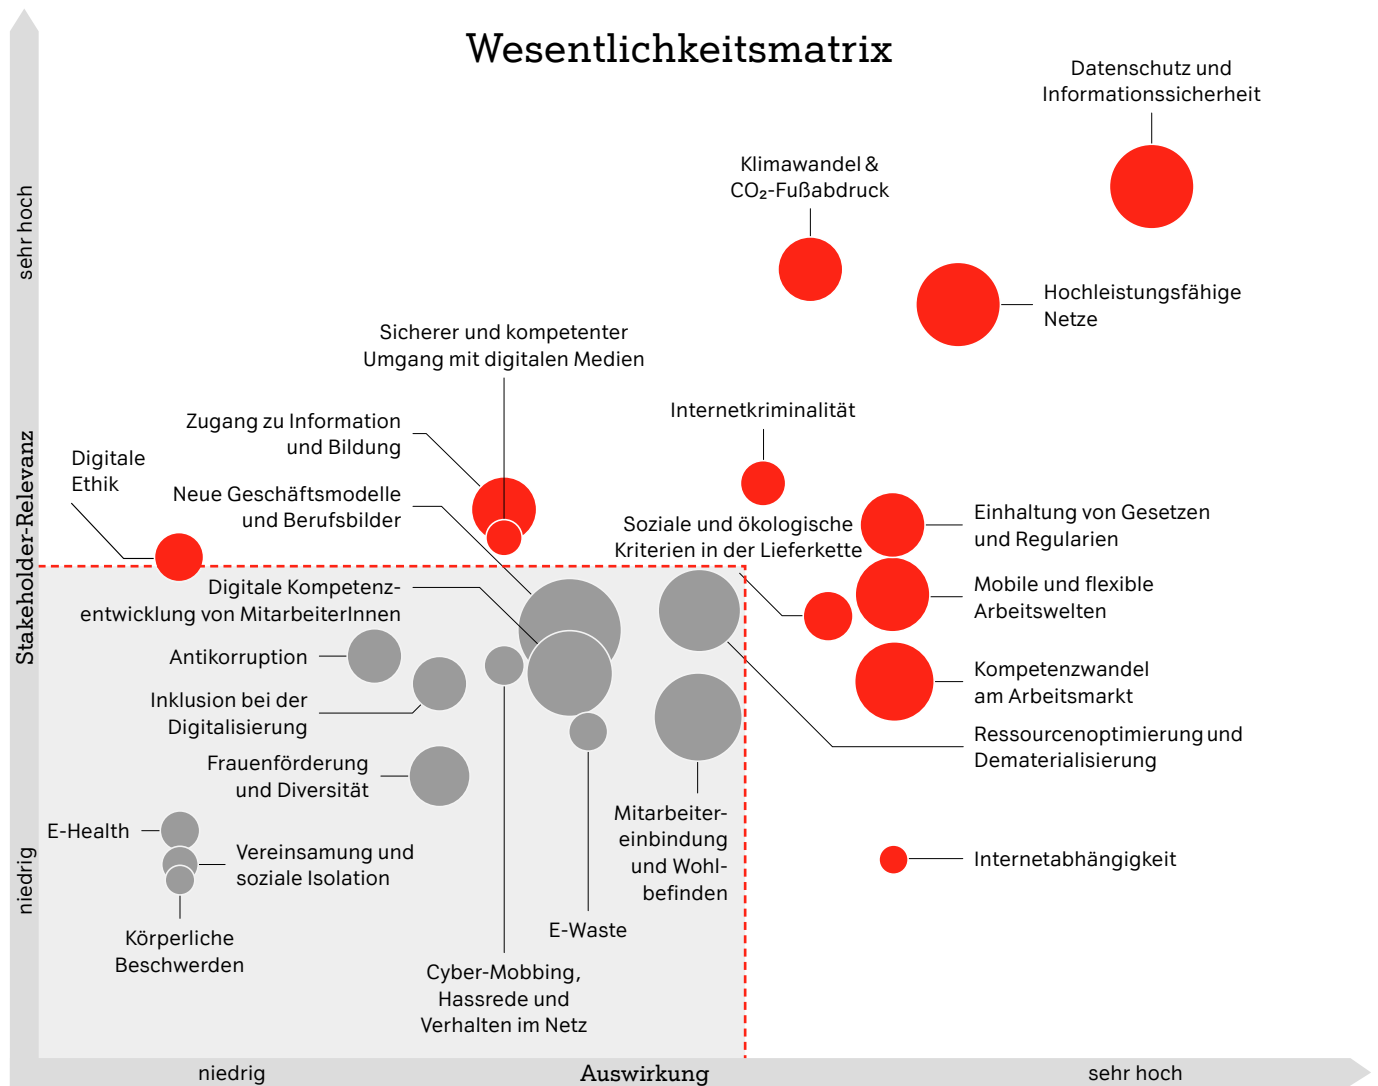 Wesentlichkeitsmatrix
Datenschutz und
Informationssicherheit
Klimawandel &
CO₂-Fußabdruck
sehr hoch
Hochleistungsfähige
Netze
Sicherer und kompetenter
Umgang mit digitalen Medien
Internetkriminalität
Zugang zu Information
und Bildung
Digitale
Ethik
Neue Geschäftsmodelle
und Berufsbilder
Soziale und ökologische
Kriterien in der Lieferkette
Einhaltung von Gesetzen
und Regularien
Stakeholder-Relevanz
Digitale Kompetenz-
entwicklung von MitarbeiterInnen
Mobile und flexible
Arbeitswelten
Antikorruption
Kompetenzwandel
am Arbeitsmarkt
Inklusion bei der
Digitalisierung
Ressourcenoptimierung und
Dematerialisierung
Frauenförderung
und Diversität
Mitarbeiter-
einbindung
und Wohl-
befinden
E-Health
Vereinsamung und
soziale Isolation
Internetabhängigkeit
niedrig
E-Waste
Körperliche
Beschwerden
Cyber-Mobbing,
Hassrede und
Verhalten im Netz
niedrig
Auswirkung
sehr hoch